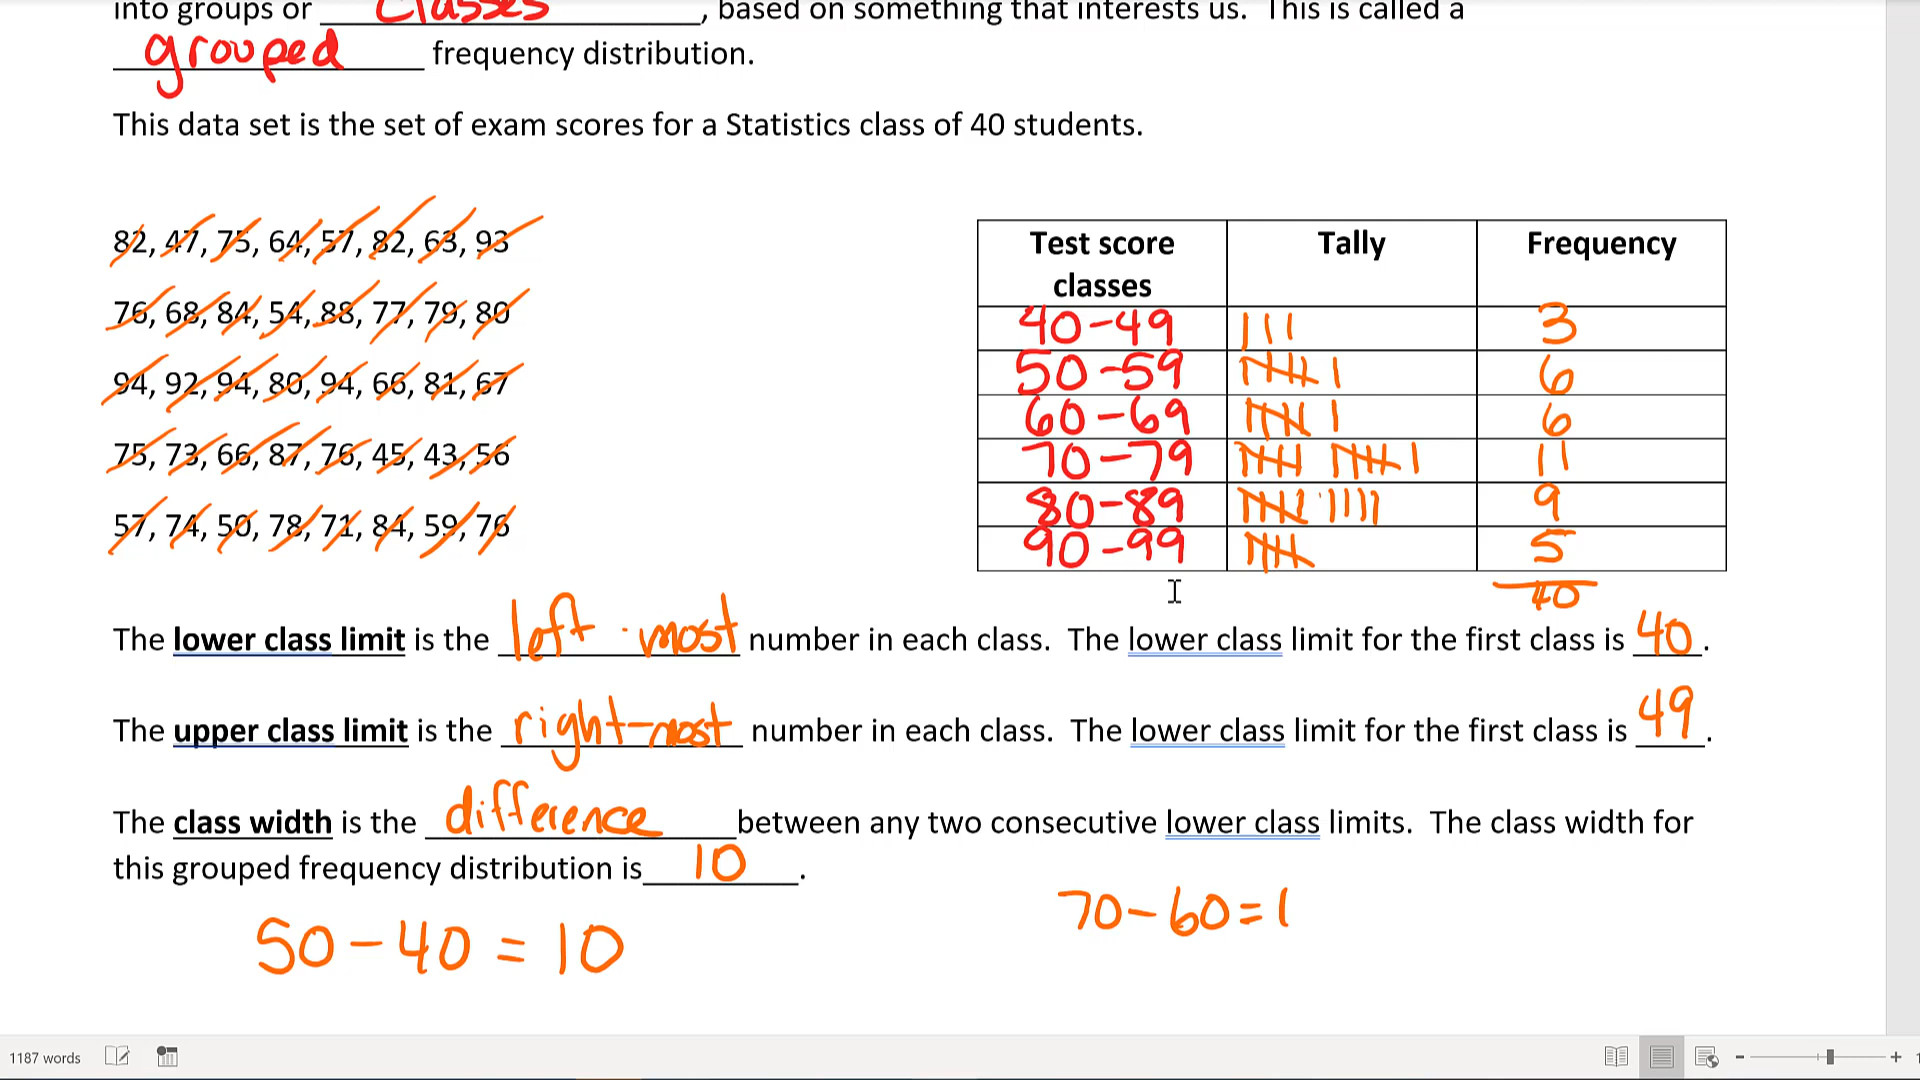 into groups or classes, based on something that interests us. This is called a
grouped frequency distribution.
This data set is the set of exam scores for a Statistics class of 40 students.
82, 47, 75, 64, 57, 82, 63, 93
76, 68, 84, 54, 88, 77, 79, 80
94, 92, 94, 80, 94, 66, 81, 67
75, 73, 66, 87, 76, 45, 43, 56
57, 74, 50, 78, 71, 84, 59, 76
Test score classes Tally Frequency
40-49 3
50-59 6
60-69 6
70-79 11
80-89 9
90-99 5
40
The lower class limit is the left-most number in each class. The lower class limit for the first class is 40.
The upper class limit is the right-most number in each class. The lower class limit for the first class is 49.
The class width is the difference between any two consecutive lower class limits. The class width for
this grouped frequency distribution is 10.
50-40 = 10
70-60=1
1187 words